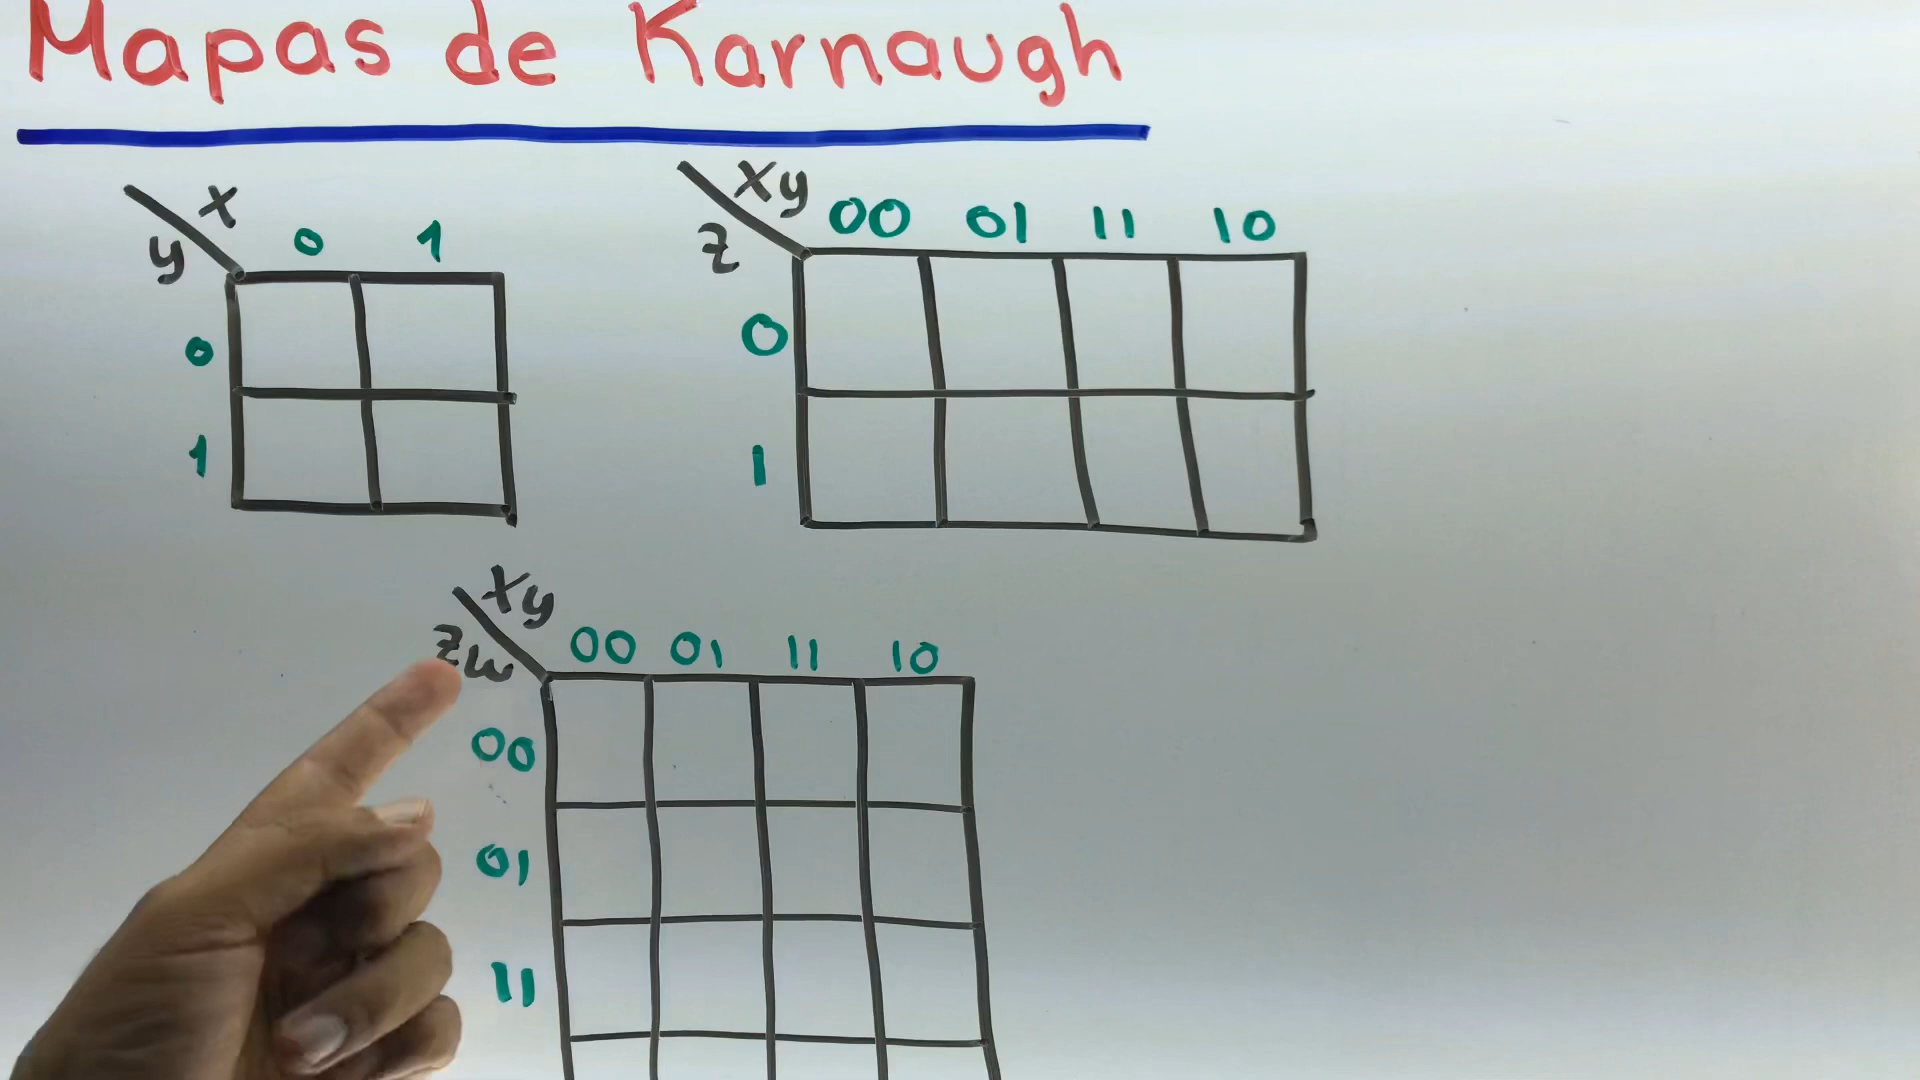 Mapas de Karnaugh
x
y
0 1
0
1
xy
z
00 01 11 10
0
1
xy
zw
00 01 11 10
00
01
11